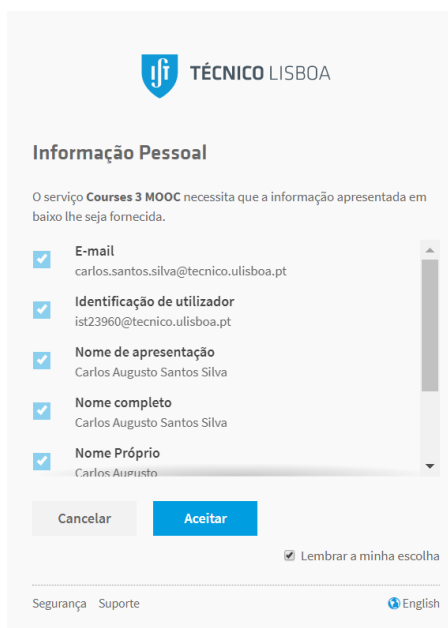 TÉCNICO LISBOA
Informação Pessoal
O serviço Courses 3 MOOC necessita que a informação apresentada em
baixo lhe seja fornecida.
E-mail
carlos.santos.silva@tecnico.ulisboa.pt
Identificação de utilizador
ist23960@tecnico.ulisboa.pt
Nome de apresentação
Carlos Augusto Santos Silva
Nome completo
Carlos Augusto Santos Silva
Nome Próprio
Carlos Augusto
Cancelar Aceitar
Lembrar a minha escolha
Segurança Suporte English